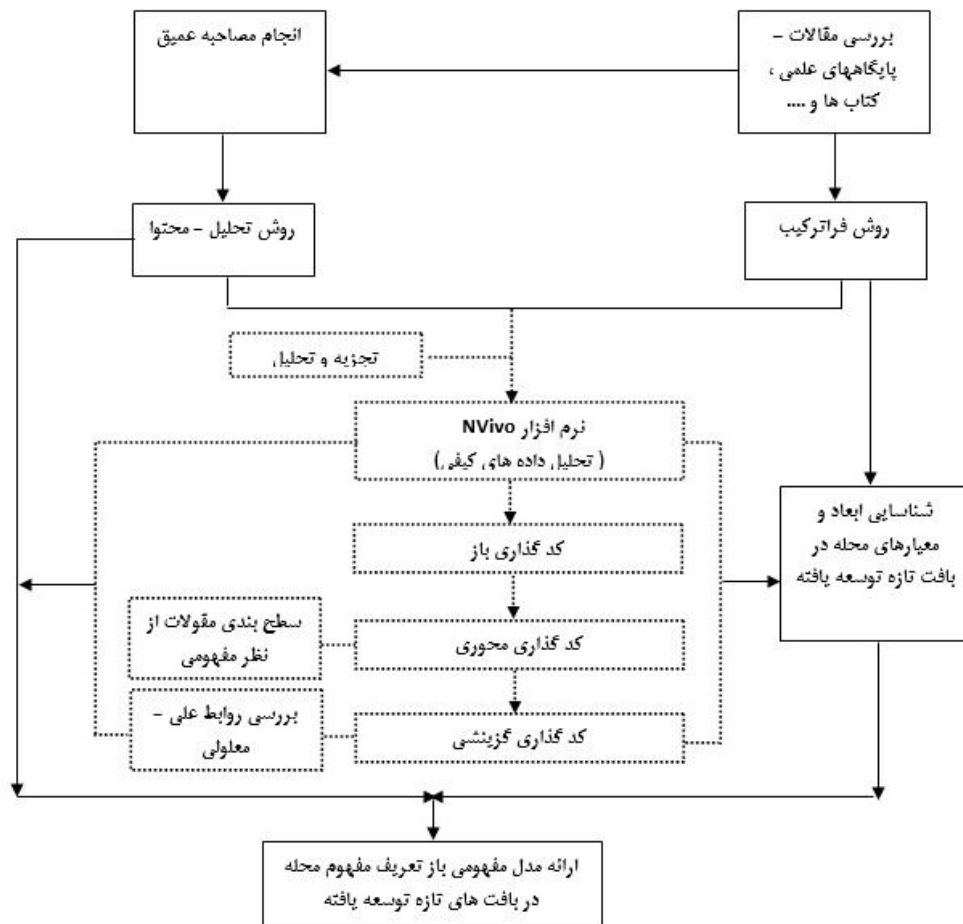 بررسی مقالات –
پایگاههای علمی ،
کتاب ها و ....
انجام مصاحبه عمیق
روش فراترکیب
روش تحلیل – محتوا
تجزیه و تحلیل
نرم افزار NVivo
( تحلیل داده های کیفی)
کد گذاری باز
شناسایی ابعاد و
معیارهای محله در
بافت تازه توسعه یافته
کد گذاری محوری
سطح بندی مقولات از
نظر مفهومی
کد گذاری گزینشی
بررسی روابط علی –
معلولی
ارائه مدل مفهومی باز تعریف مفهوم محله
در بافت های تازه توسعه یافته